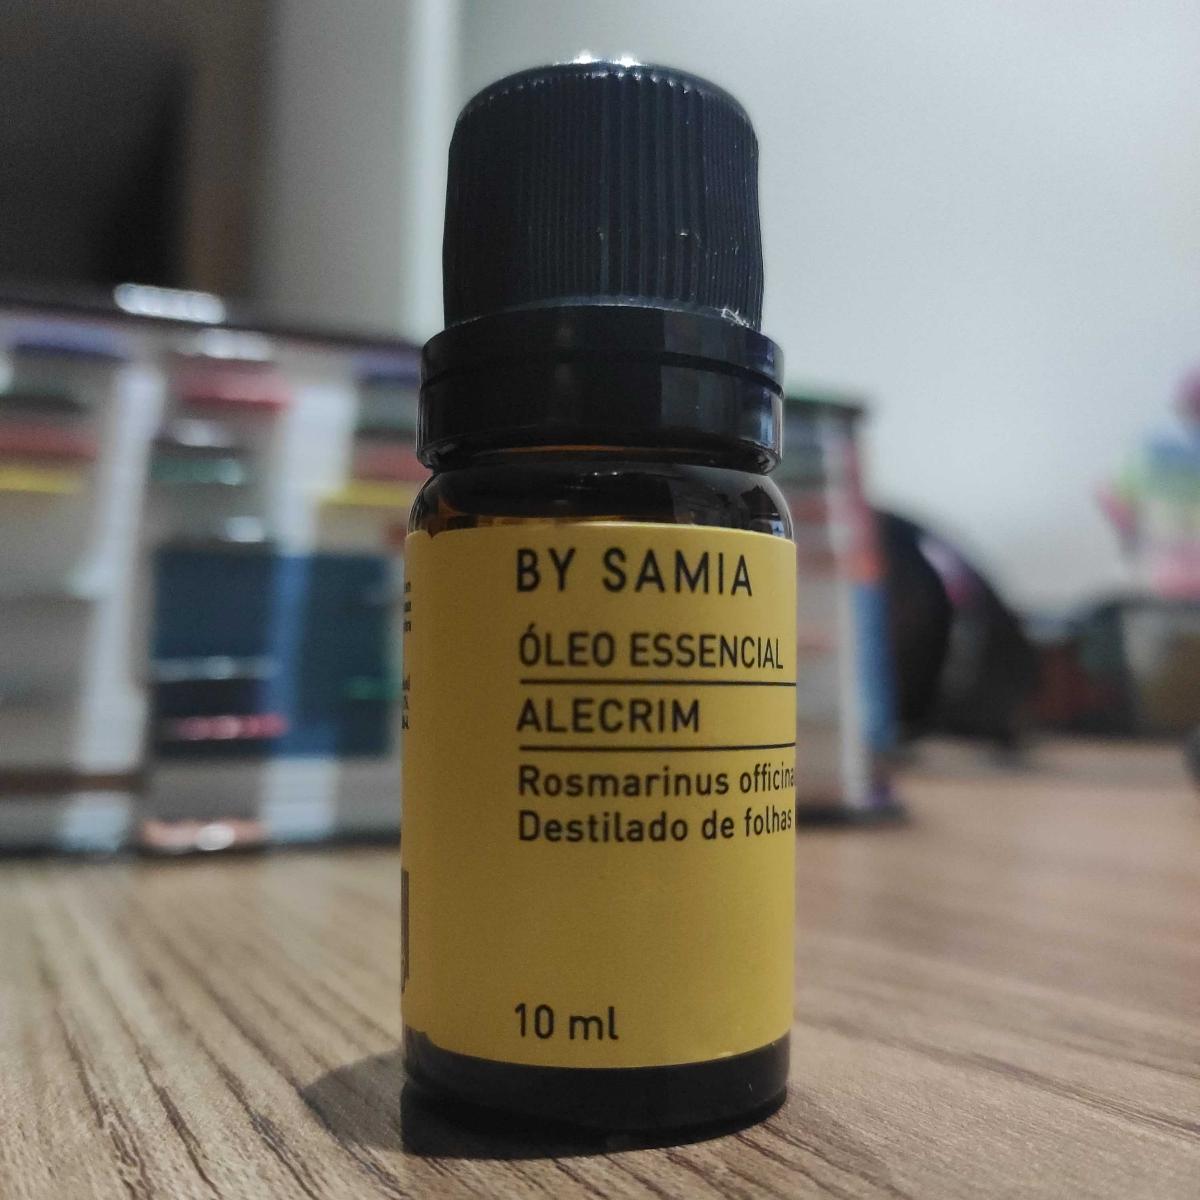 BY SAMIA
ÓLEO ESSENCIAL
ALECRIM
Rosmarinus officina
Destilado de folhas
10 ml